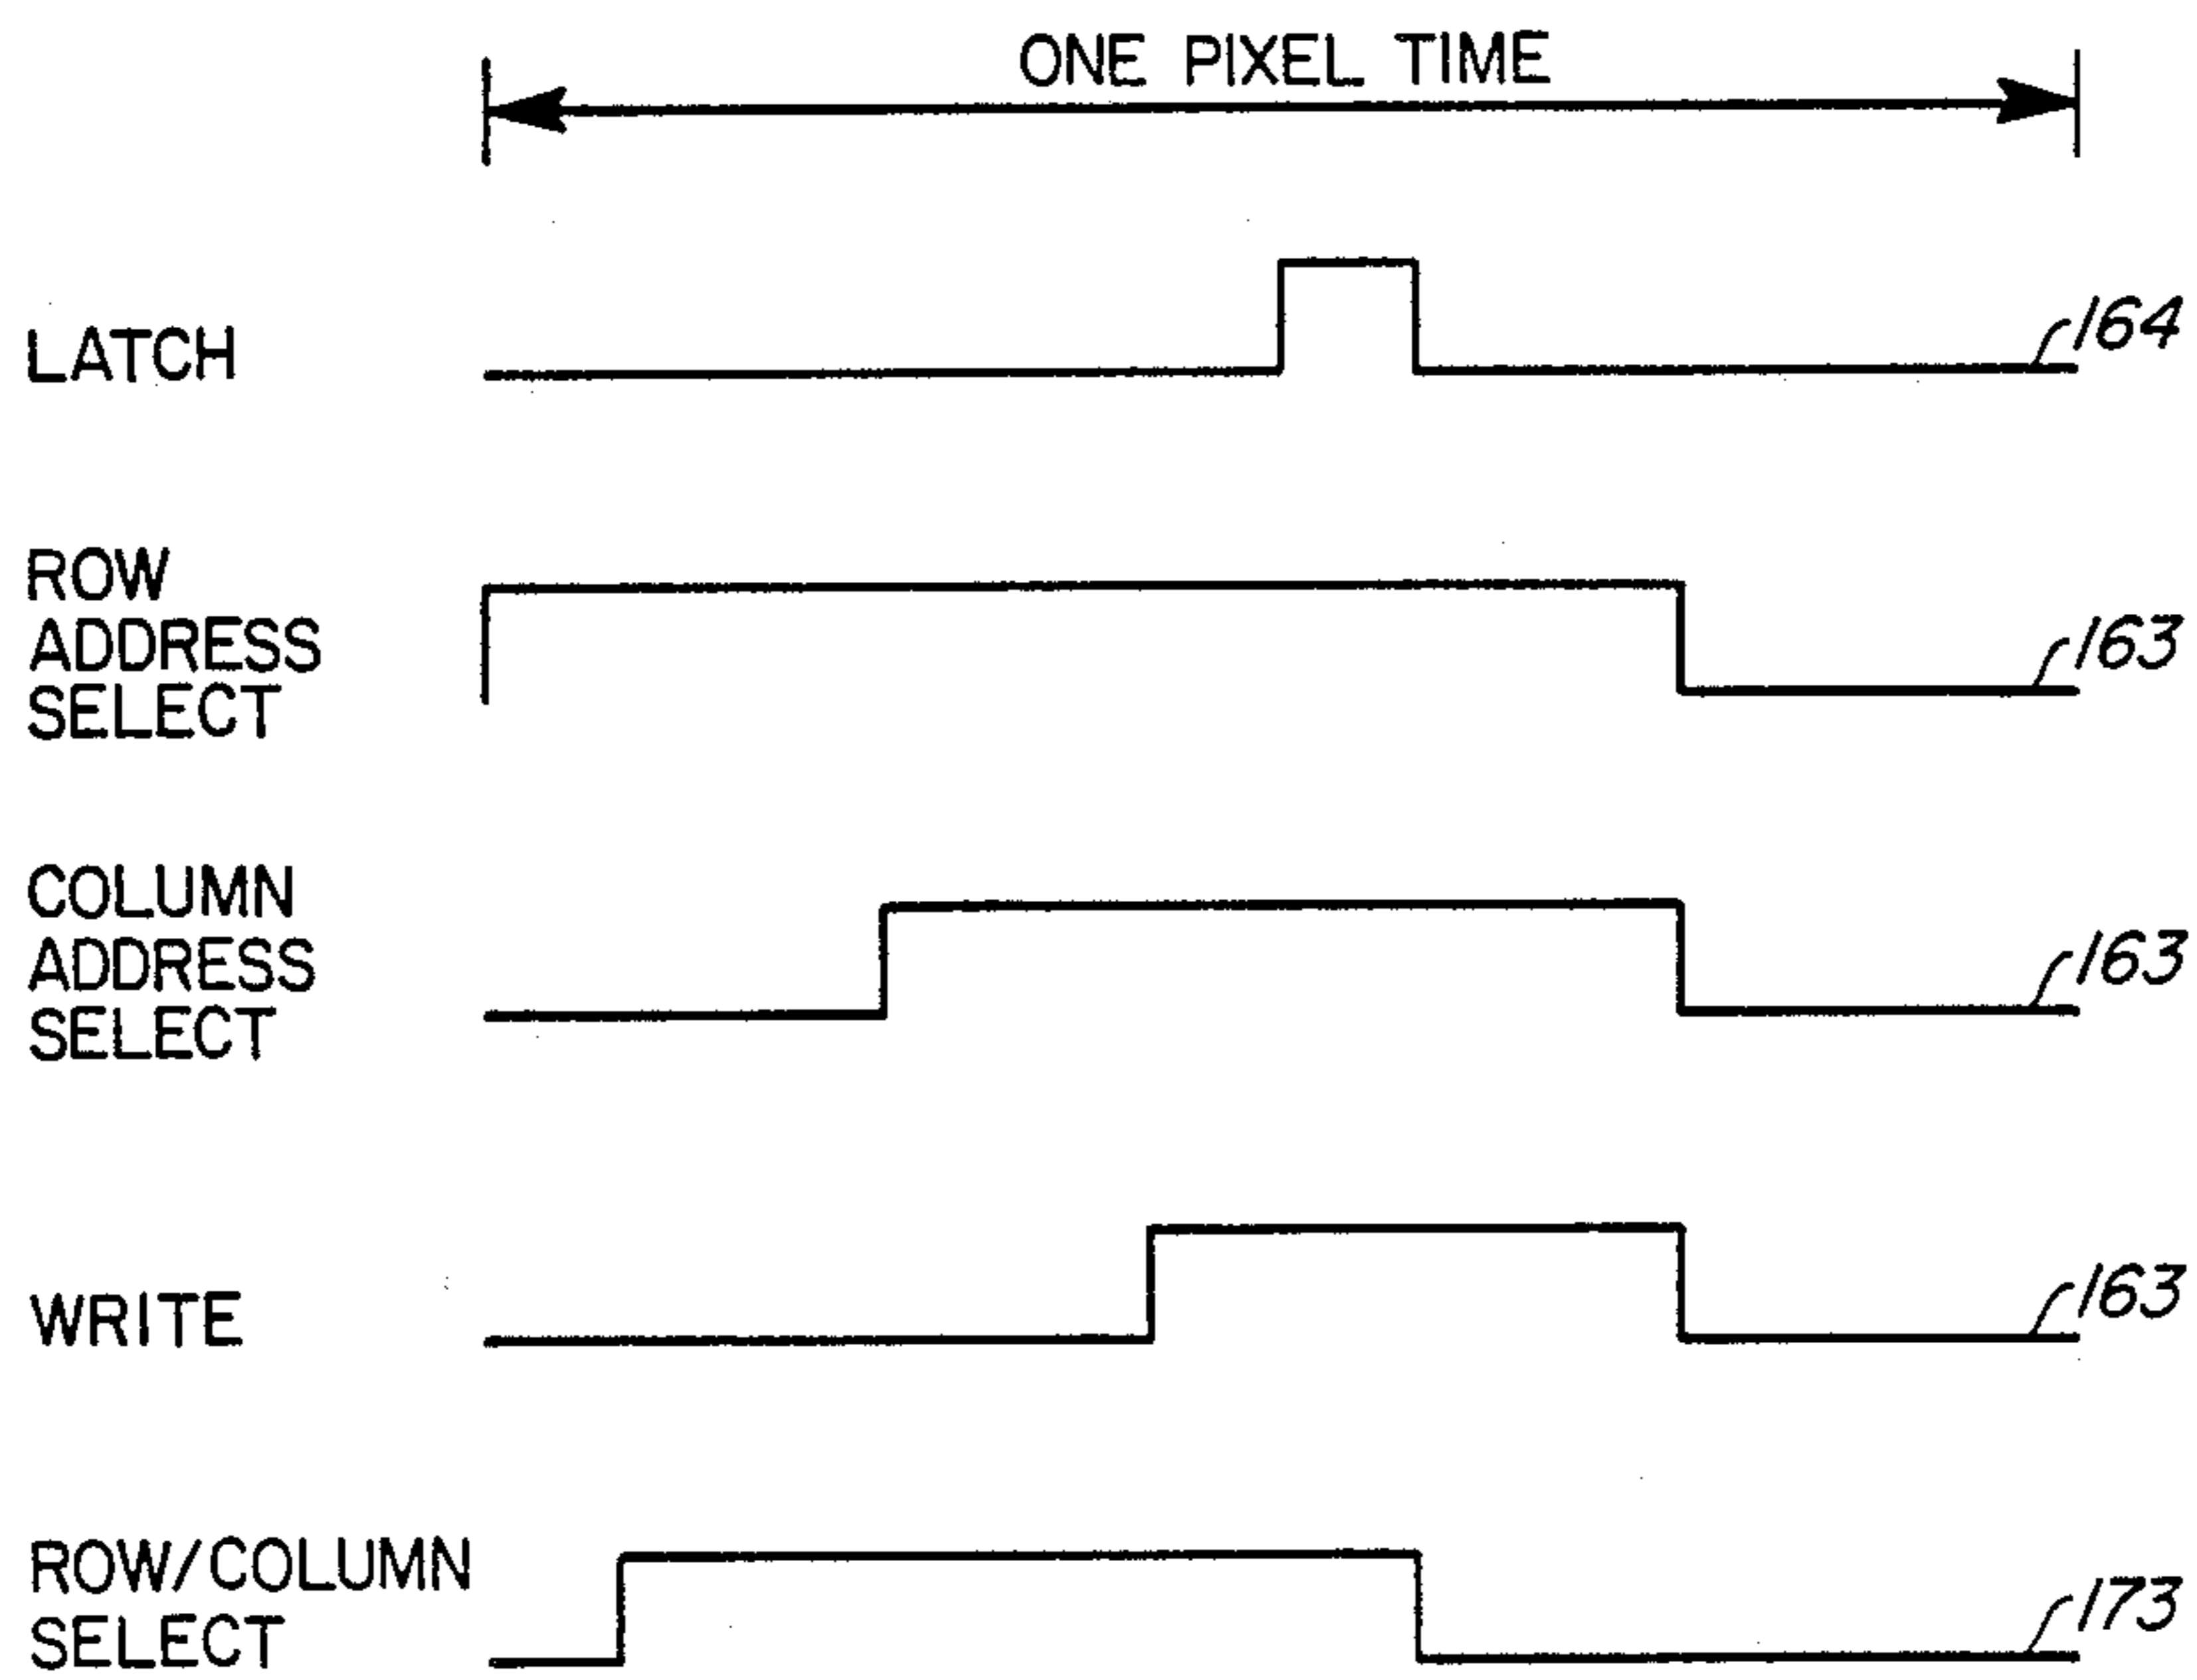 ONE PIXEL TIME
LATCH
164
ROW
ADDRESS
SELECT
163
COLUMN
ADDRESS
SELECT
163
WRITE
163
ROW/COLUMN
SELECT
173